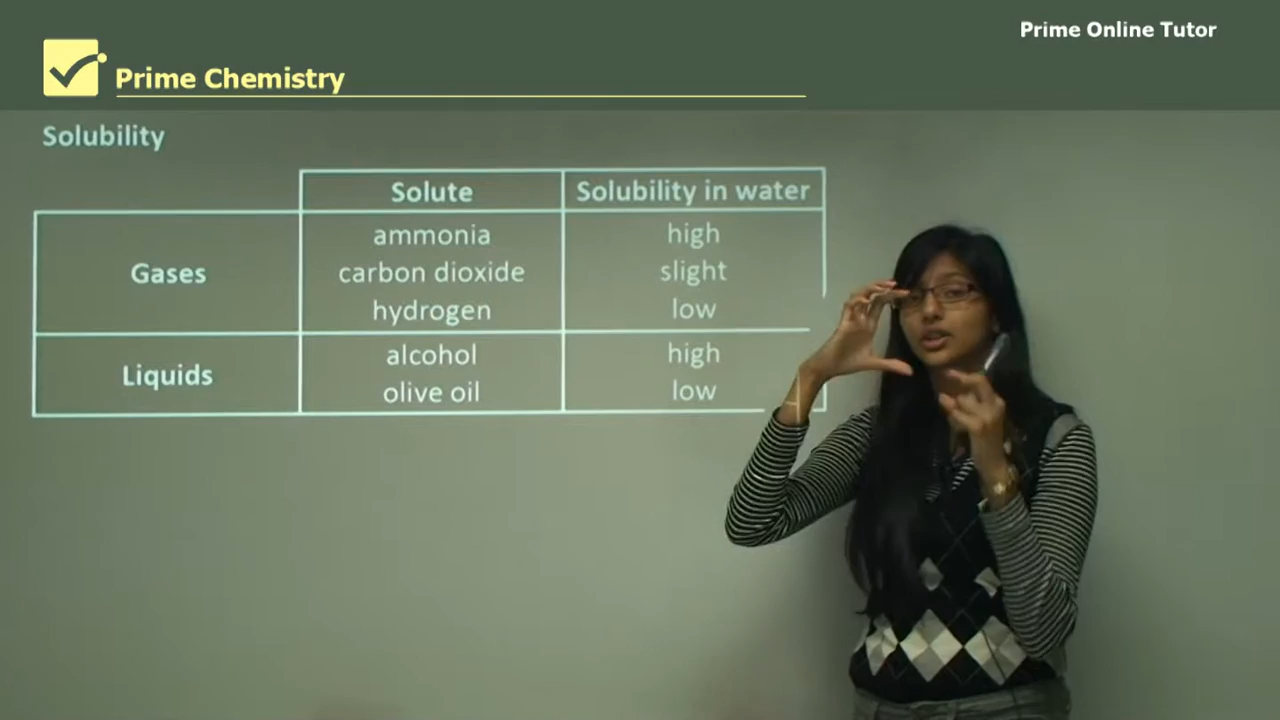 Prime Online Tutor
Prime Chemistry
Solubility
Solute Solubility in water
Gases
ammonia high
carbon dioxide slight
hydrogen low
Liquids
alcohol high
olive oil low